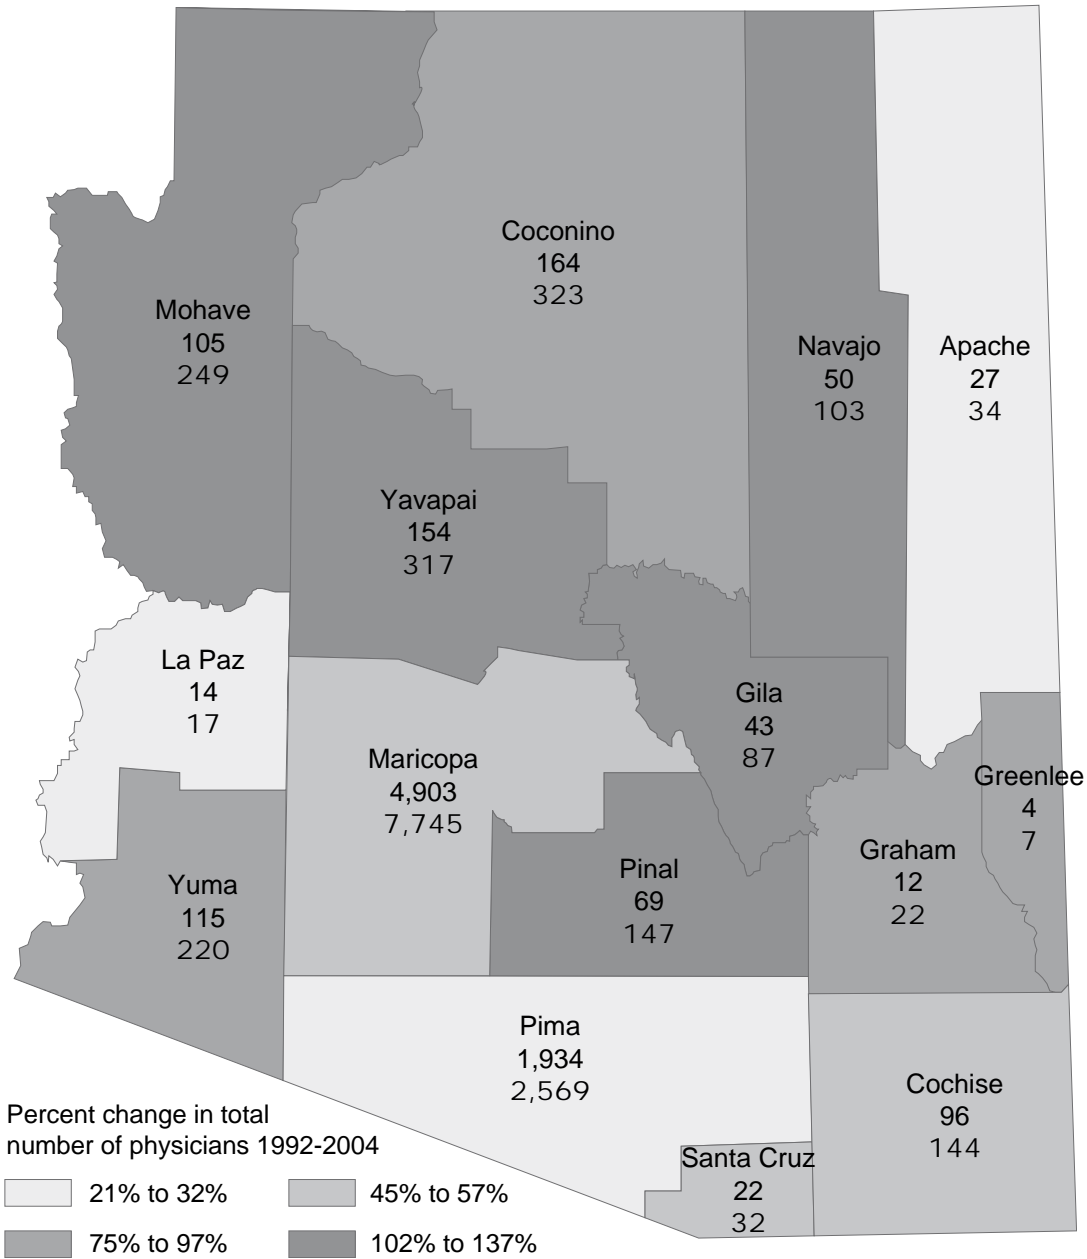 Coconino
164
323
Mohave
105
249
Navajo
50
103
Apache
27
34
Yavapai
154
317
La Paz
14
17
Gila
43
87
Maricopa
4,903
7,745
Greenlee
4
7
Graham
12
22
Pinal
69
147
Yuma
115
220
Pima
1,934
2,569
Cochise
96
144
Santa Cruz
22
32
Percent change in total
number of physicians 1992-2004
21% to 32%
45% to 57%
75% to 97%
102% to 137%